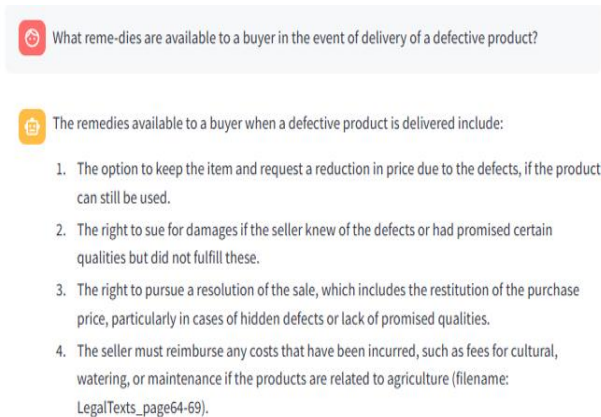 What reme-dies are available to a buyer in the event of delivery of a defective product?
The remedies available to a buyer when a defective product is delivered include:
1. The option to keep the item and request a reduction in price due to the defects, if the product
can still be used.
2. The right to sue for damages if the seller knew of the defects or had promised certain
qualities but did not fulfill these.
3. The right to pursue a resolution of the sale, which includes the restitution of the purchase
price, particularly in cases of hidden defects or lack of promised qualities.
4. The seller must reimburse any costs that have been incurred, such as fees for cultural,
watering, or maintenance if the products are related to agriculture (filename:
LegalTexts_page64-69).